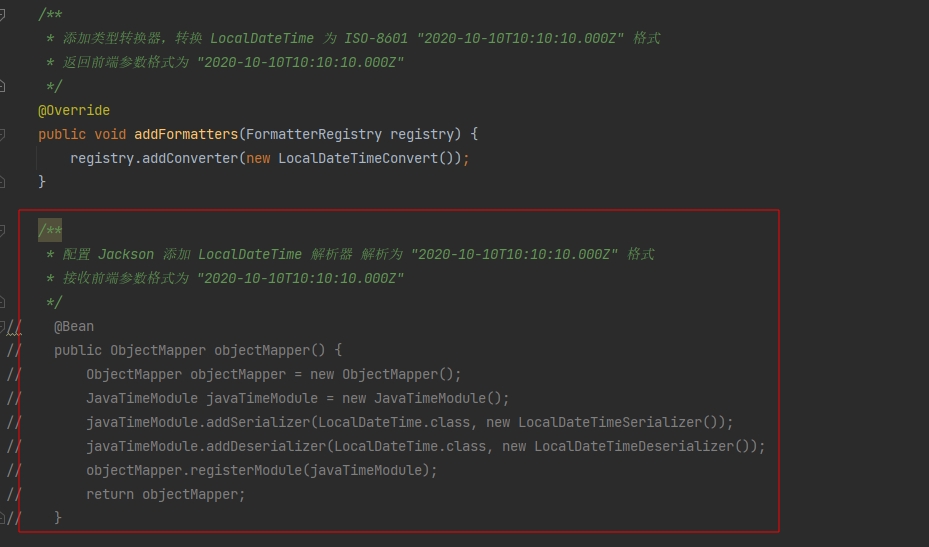 /**
* 添加类型转换器，转换 LocalDateTime 为 ISO-8601 "2020-10-10T10:10:10.000Z" 格式
* 返回前端参数格式为 "2020-10-10T10:10:10.000Z"
*/
@Override
public void addFormatters(FormatterRegistry registry) {
registry.addConverter(new LocalDateTimeConvert());
}
/**
* 配置 Jackson 添加 LocalDateTime 解析器 解析为 "2020-10-10T10:10:10.000Z" 格式
* 接收前端参数格式为 "2020-10-10T10:10:10.000Z"
*/
// @Bean
// public ObjectMapper objectMapper() {
// ObjectMapper objectMapper = new ObjectMapper();
// JavaTimeModule javaTimeModule = new JavaTimeModule();
// javaTimeModule.addSerializer(LocalDateTime.class, new LocalDateTimeSerializer());
// javaTimeModule.addDeserializer(LocalDateTime.class, new LocalDateTimeDeserializer());
// objectMapper.registerModule(javaTimeModule);
// return objectMapper;
// }